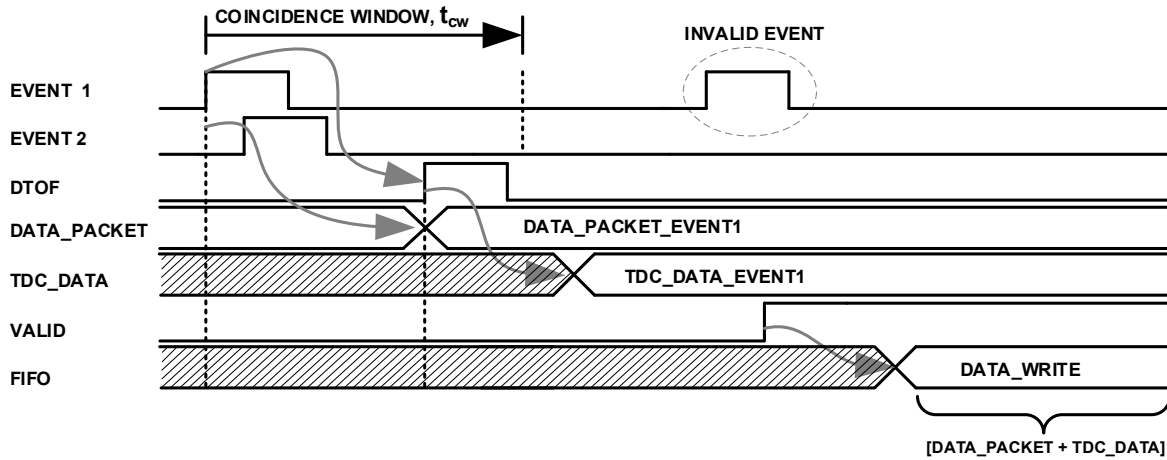 COINCIDENCE WINDOW, tcw
INVALID EVENT
EVENT 1
EVENT 2
DTOF
DATA_PACKET
DATA_PACKET_EVENT1
TDC_DATA
TDC_DATA_EVENT1
VALID
FIFO
DATA_WRITE
[DATA_PACKET + TDC_DATA]